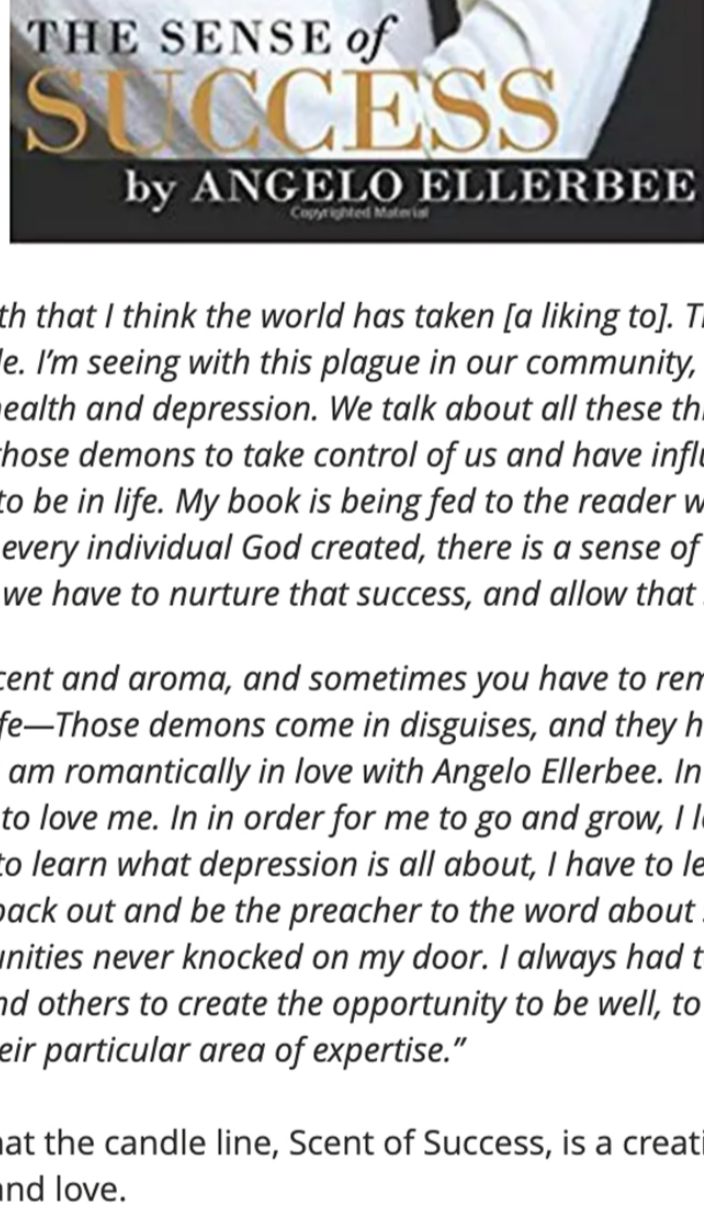 THE SENSE of
SUCCESS
by ANGELO ELLERBEE
Copyrighted Material
th that I think the world has taken [a liking to]. T
le. I’m seeing with this plague in our community,
health and depression. We talk about all these th
those demons to take control of us and have influ
to be in life. My book is being fed to the reader w
every individual God created, there is a sense of
we have to nurture that success, and allow that
cent and aroma, and sometimes you have to rem
fe—Those demons come in disguises, and they h
am romantically in love with Angelo Ellerbee. In
to love me. In in order for me to go and grow, I l
to learn what depression is all about, I have to le
back out and be the preacher to the word about
unities never knocked on my door. I always had t
nd others to create the opportunity to be well, to
eir particular area of expertise.”
hat the candle line, Scent of Success, is a creati
and love.